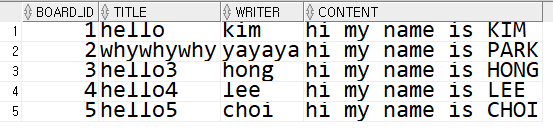 BOARD_ID TITLE WRITER CONTENT
1 1 hello kim hi my name is KIM
2 2 whywhywhy yayaya hi my name is PARK
3 3 hello3 hong hi my name is HONG
4 4 hello4 lee hi my name is LEE
5 5 hello5 choi hi my name is CHOI